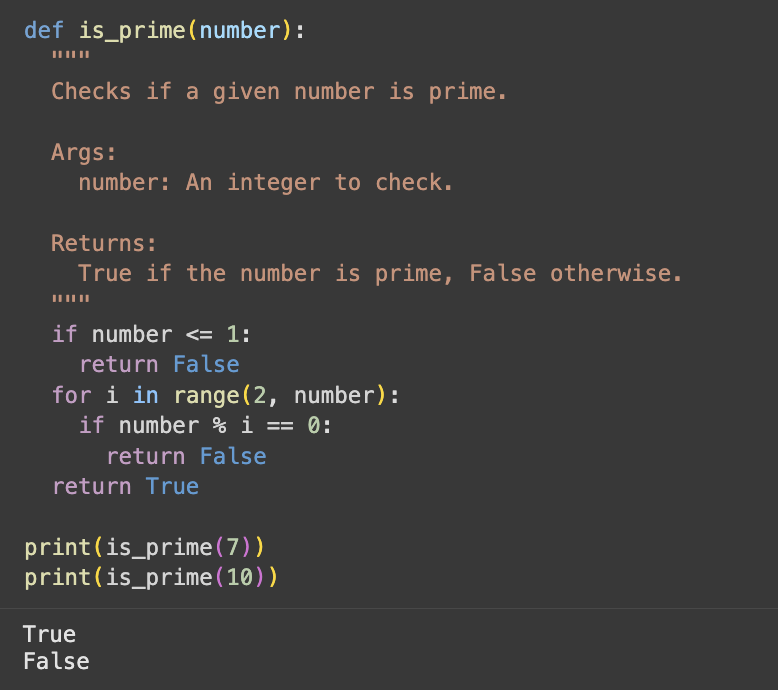 def is_prime(number):
  """
  Checks if a given number is prime.

  Args:
    number: An integer to check.

  Returns:
    True if the number is prime, False otherwise.
  """
  if number <= 1:
    return False
  for i in range(2, number):
    if number % i == 0:
      return False
  return True

print(is_prime(7))
print(is_prime(10))
True
False